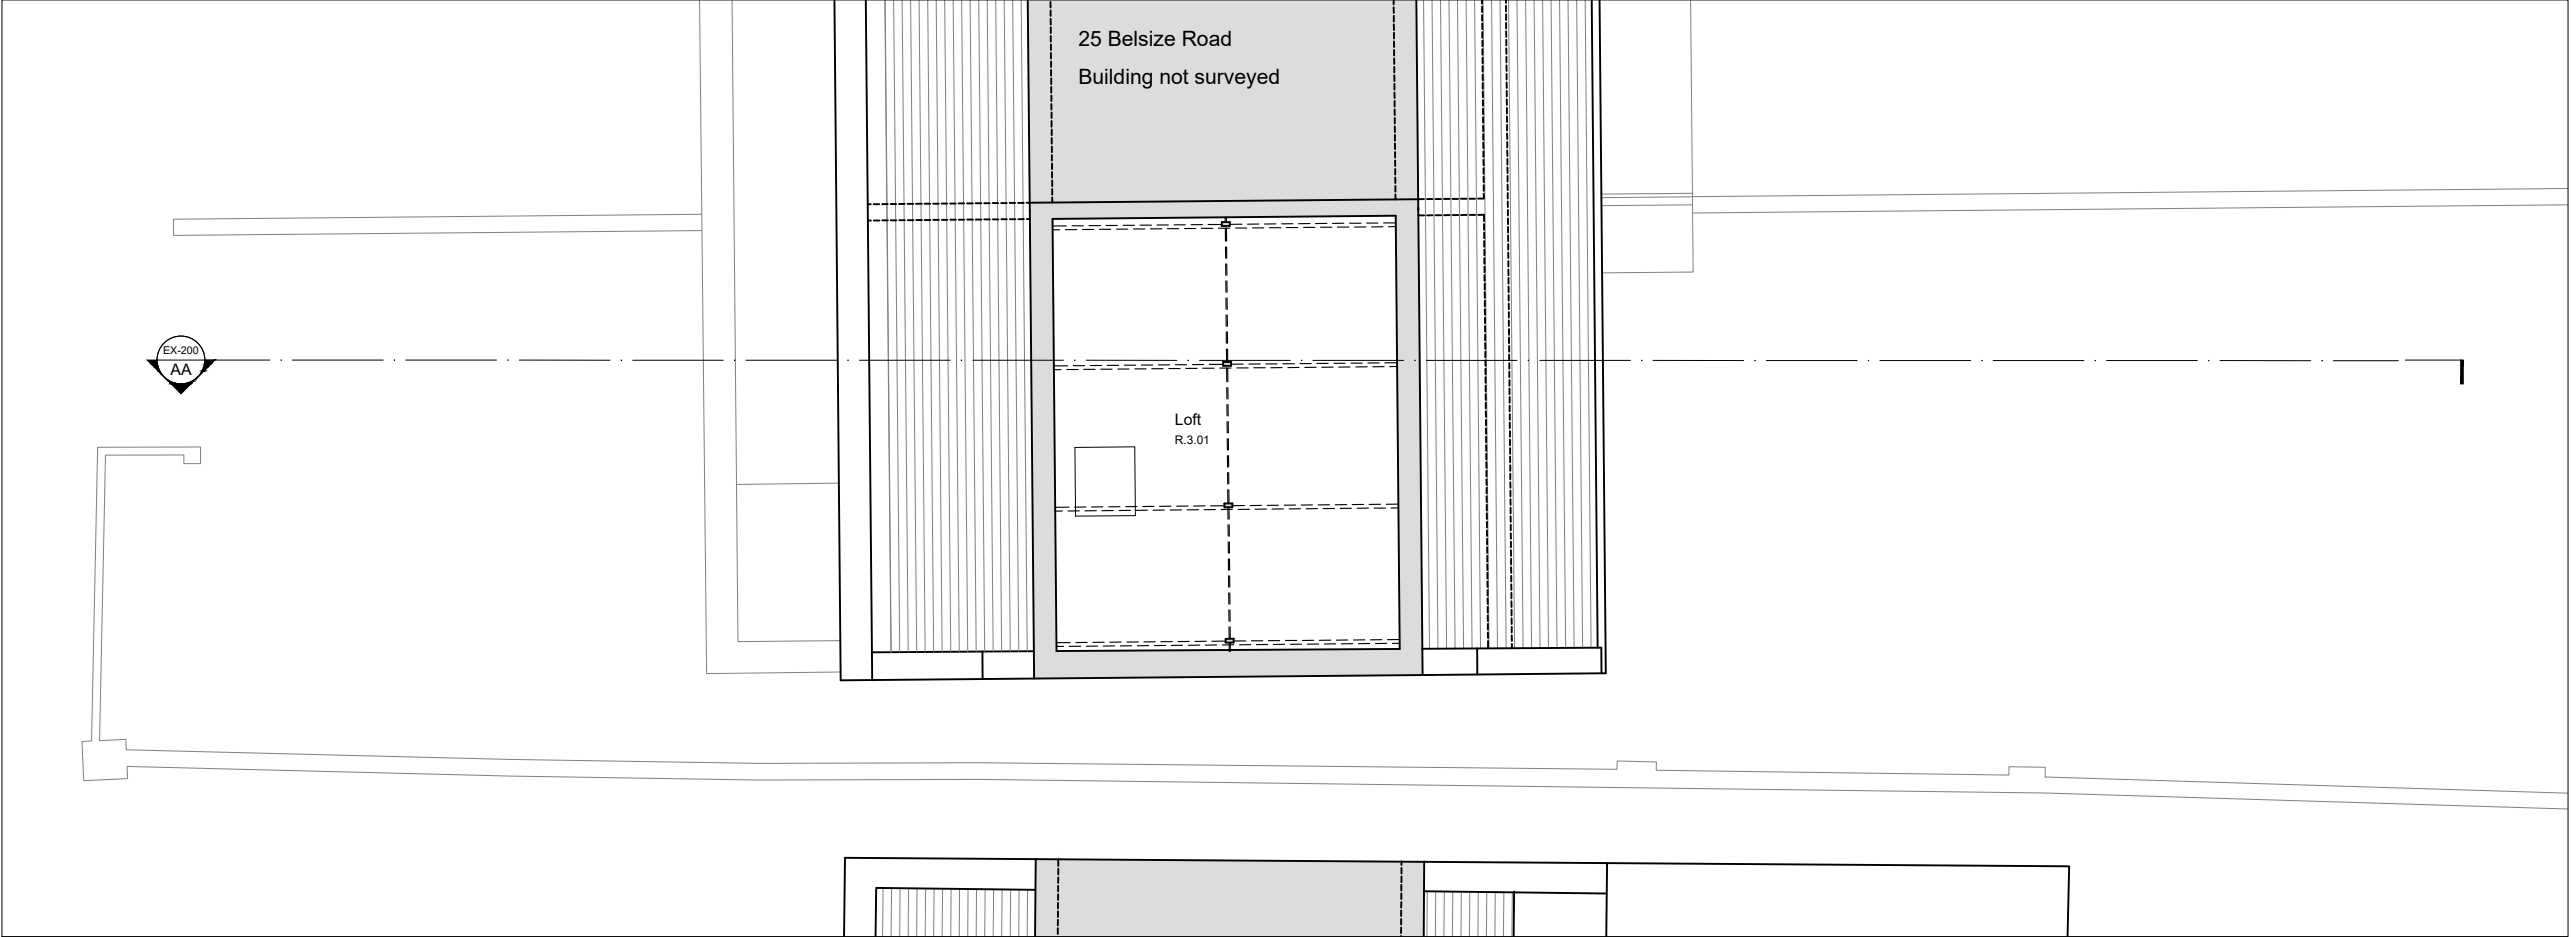 25 Belsize Road
Building not surveyed
EX-200
AA
Loft
R.3.01